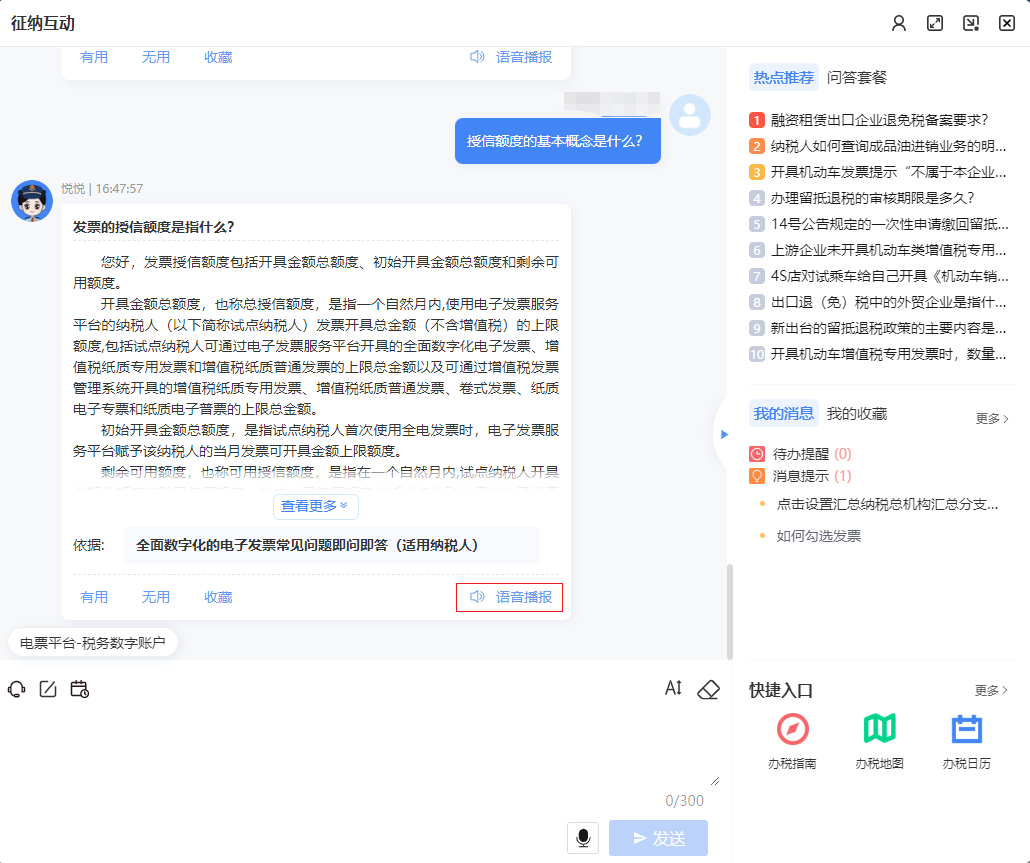 征纳互动
有用 无用 收藏 语音播报
授信额度的基本概念是什么?
悦悦 | 16:47:57
发票的授信额度是指什么?
您好，发票授信额度包括开具金额总额度、初始开具金额总额度和剩余可
用额度。
开具金额总额度，也称总授信额度，是指一个自然月内,使用电子发票服务
平台的纳税人（以下简称试点纳税人）发票开具总金额（不含增值税）的上限
额度,包括试点纳税人可通过电子发票服务平台开具的全面数字化电子发票、增
值税纸质专用发票和增值税纸质普通发票的上限总金额以及可通过增值税发票
管理系统开具的增值税纸质专用发票、增值税纸质普通发票、卷式发票、纸质
电子专票和纸质电子普票的上限总金额。
初始开具金额总额度，是指试点纳税人首次使用全电发票时，电子发票服
务平台赋予该纳税人的当月发票可开具金额上限额度。
剩余可用额度，也称可用授信额度，是指在一个自然月内,试点纳税人开具
查看更多
依据: 全面数字化的电子发票常见问题即问即答（适用纳税人）
有用 无用 收藏 语音播报
电票平台-税务数字账户
0/300
发送
热点推荐 问答套餐
1 融资租赁出口企业退免税备案要求?
2 纳税人如何查询成品油进销业务的明...
3 开具机动车发票提示“不属于本企业...
4 办理留抵退税的审核期限是多久?
5 14号公告规定的一次性申请缴回留抵...
6 上游企业未开具机动车类增值税专用...
7 4S店对试乘车给自己开具《机动车销...
8 出口退（免）税中的外贸企业是指什...
9 新出台的留抵退税政策的主要内容是...
10 开具机动车增值税专用发票时，数量...
我的消息 我的收藏 更多
待办提醒 (0)
消息提示 (1)
点击设置汇总纳税总机构汇总分支...
如何勾选发票
快捷入口 更多
办税指南 办税地图 办税日历